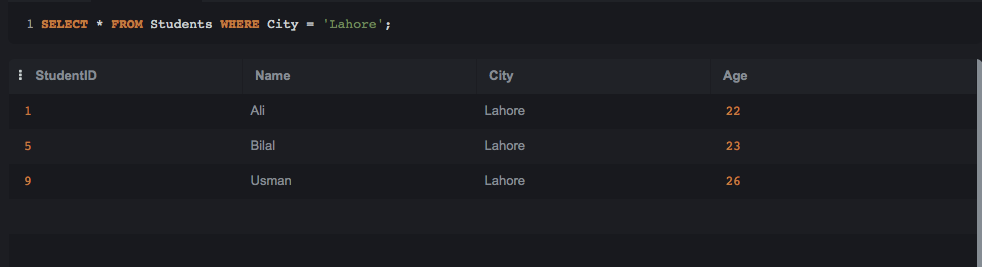 1 SELECT * FROM Students WHERE City = 'Lahore';
StudentID Name City Age
1 Ali Lahore 22
5 Bilal Lahore 23
9 Usman Lahore 26